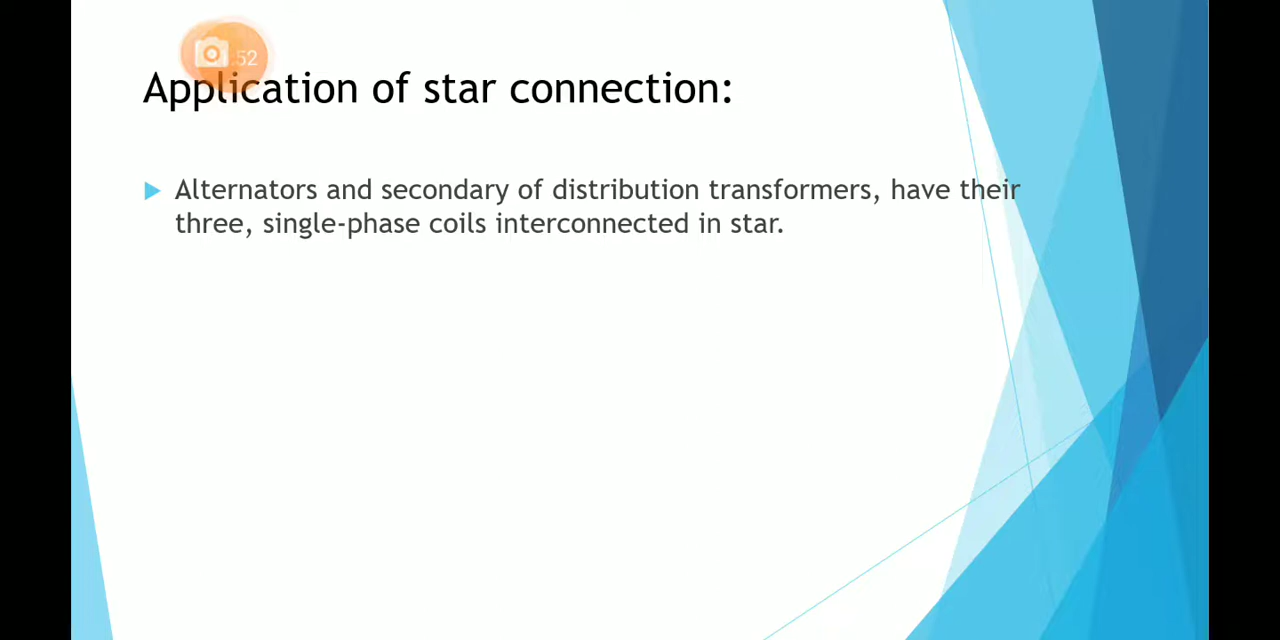 :52
Application of star connection:
Alternators and secondary of distribution transformers, have their
three, single-phase coils interconnected in star.